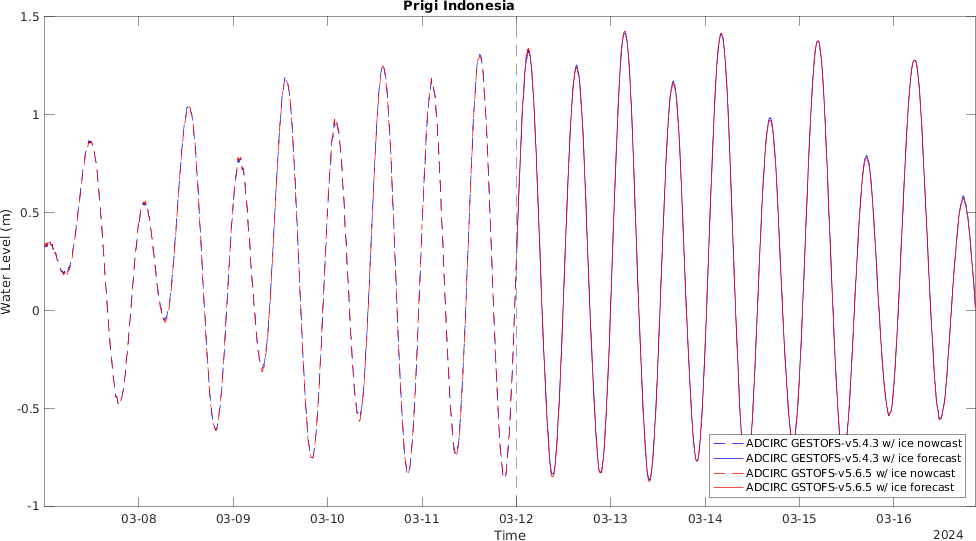 Prigi Indonesia
1.5
1
0.5
0
-0.5
-1
Water Level (m)
ADCIRC GESTOFS-v5.4.3 w/ ice nowcast
ADCIRC GESTOFS-v5.4.3 w/ ice forecast
ADCIRC GSTOFS-v5.6.5 w/ ice nowcast
ADCIRC GSTOFS-v5.6.5 w/ ice forecast
03-08 03-09 03-10 03-11 03-12 03-13 03-14 03-15 03-16
Time
2024